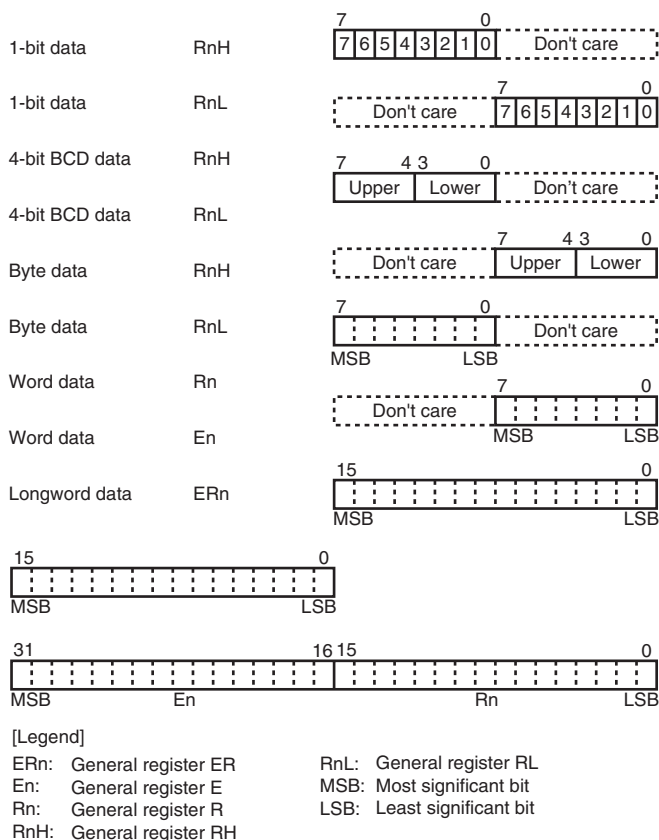 7 0
1-bit data RnH 7 6 5 4 3 2 1 0 Don't care
7 0
1-bit data RnL Don't care 7 6 5 4 3 2 1 0
4-bit BCD data RnH
7 4 3 0
Upper Lower Don't care
4-bit BCD data RnL
7 4 3 0
Byte data RnH Don't care Upper Lower
7 0
Byte data RnL Don't care
MSB LSB
Word data Rn 7 0
Don't care
Word data En MSB LSB
15 0
Longword data ERn
MSB LSB
15 0
MSB LSB
31 16 15 0
MSB En Rn LSB
[Legend]
ERn: General register ER
En: General register E
Rn: General register R
RnH: General register RH
RnL: General register RL
MSB: Most significant bit
LSB: Least significant bit